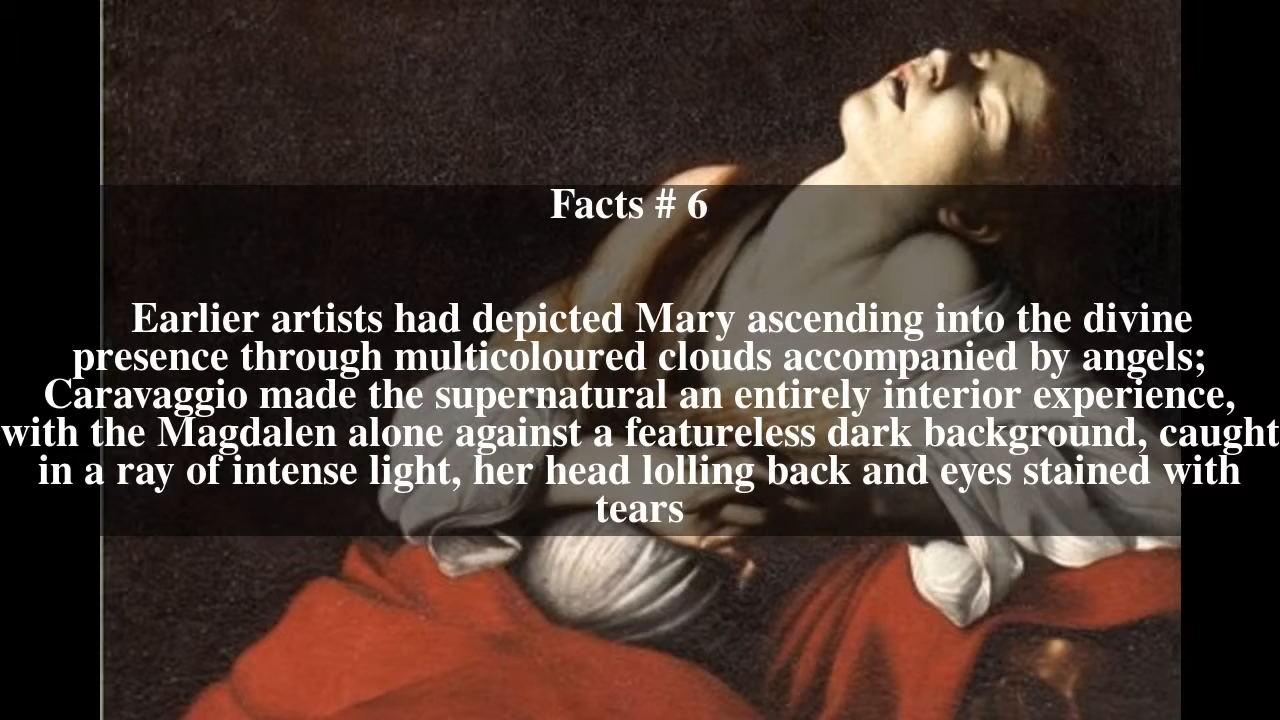 Facts # 6
Earlier artists had depicted Mary ascending into the divine
presence through multicoloured clouds accompanied by angels;
Caravaggio made the supernatural an entirely interior experience,
with the Magdalen alone against a featureless dark background, caught
in a ray of intense light, her head lolling back and eyes stained with
tears